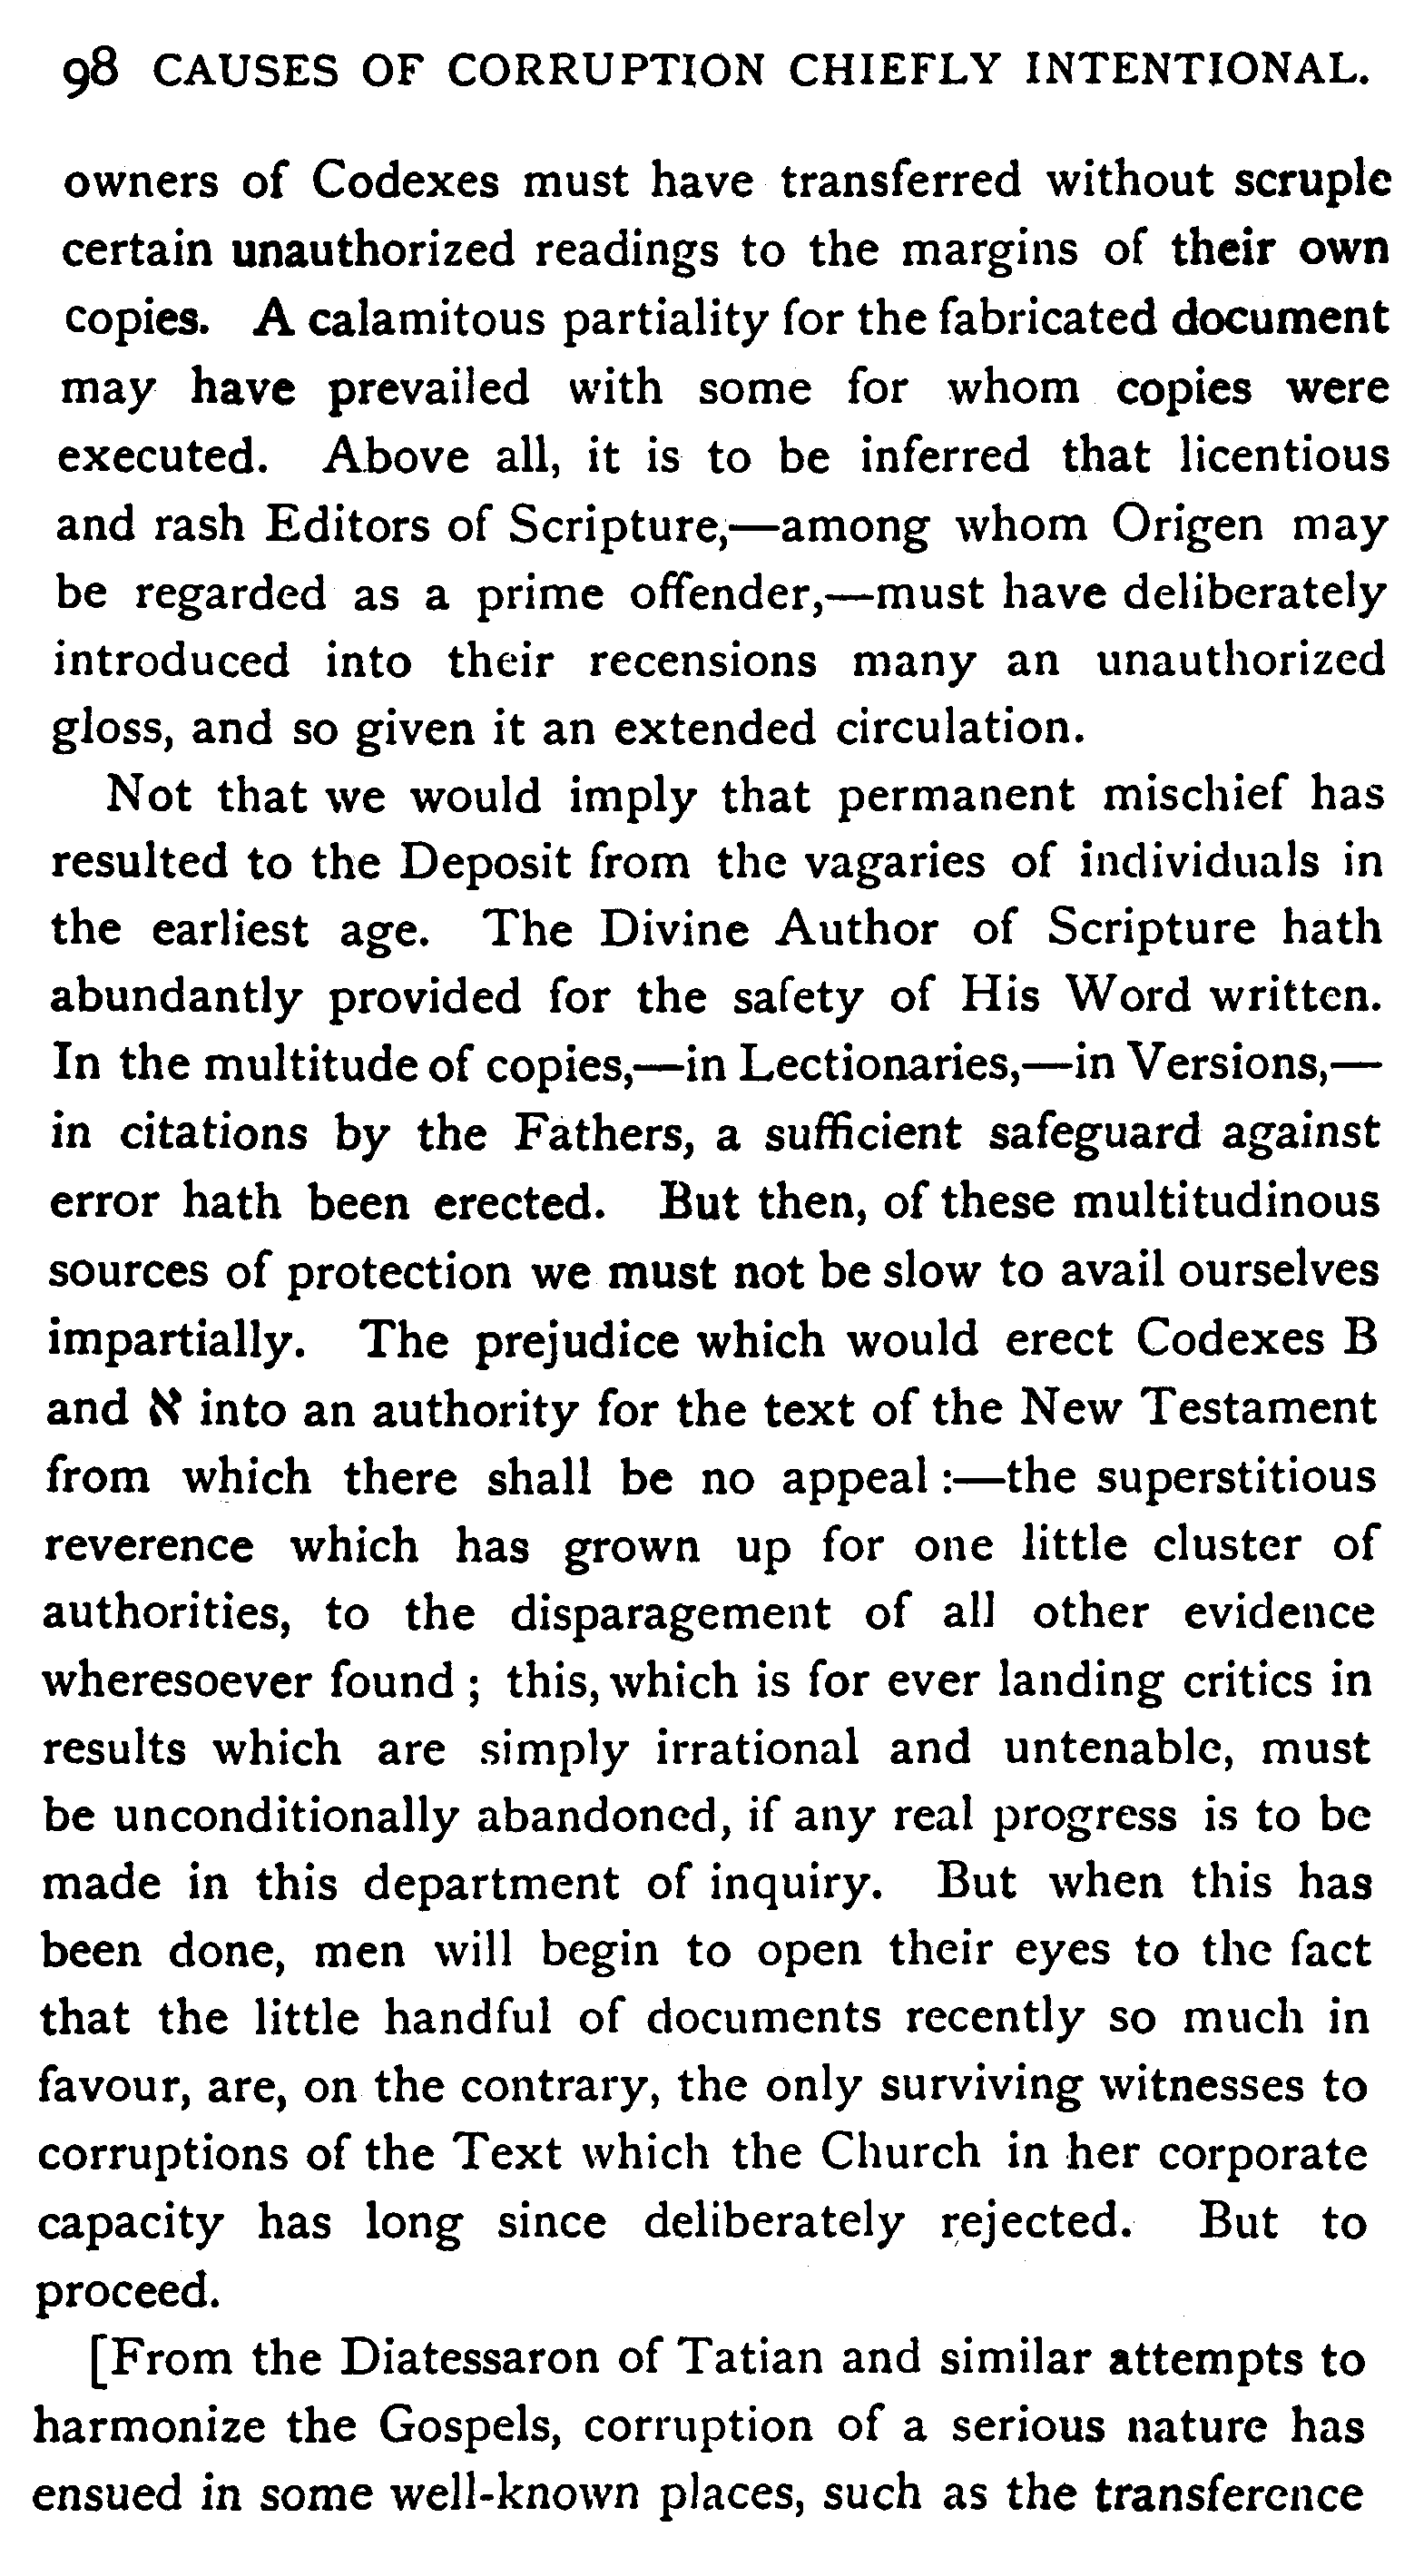 98 CAUSES OF CORRUPTION CHIEFLY INTENTIONAL.
owners of Codexes must have transferred without scruple
certain unauthorized readings to the margins of their own
copies. A calamitous partiality for the fabricated document
may have prevailed with some for whom copies were
executed. Above all, it is to be inferred that licentious
and rash Editors of Scripture,—among whom Origen may
be regarded as a prime offender,—must have deliberately
introduced into their recensions many an unauthorized
gloss, and so given it an extended circulation.
Not that we would imply that permanent mischief has
resulted to the Deposit from the vagaries of individuals in
the earliest age. The Divine Author of Scripture hath
abundantly provided for the safety of His Word written.
In the multitude of copies,—in Lectionaries,—in Versions,—
in citations by the Fathers, a sufficient safeguard against
error hath been erected. But then, of these multitudinous
sources of protection we must not be slow to avail ourselves
impartially. The prejudice which would erect Codexes B
and א into an authority for the text of the New Testament
from which there shall be no appeal :—the superstitious
reverence which has grown up for one little cluster of
authorities, to the disparagement of all other evidence
wheresoever found ; this, which is for ever landing critics in
results which are simply irrational and untenable, must
be unconditionally abandoned, if any real progress is to be
made in this department of inquiry. But when this has
been done, men will begin to open their eyes to the fact
that the little handful of documents recently so much in
favour, are, on the contrary, the only surviving witnesses to
corruptions of the Text which the Church in her corporate
capacity has long since deliberately rejected. But to
proceed.
[From the Diatessaron of Tatian and similar attempts to
harmonize the Gospels, corruption of a serious nature has
ensued in some well-known places, such as the transference